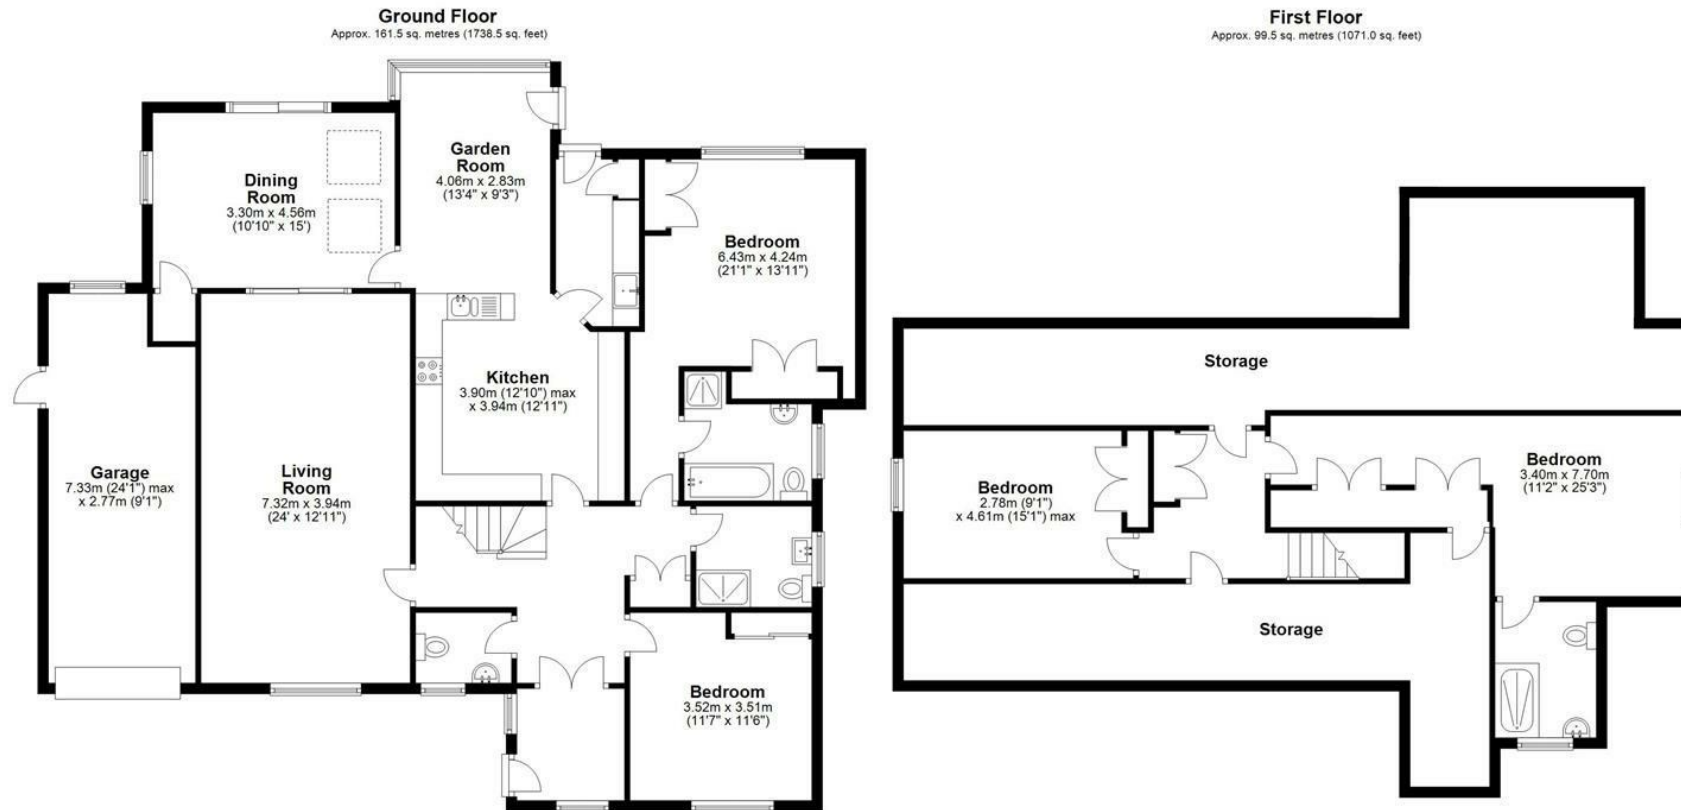 Ground Floor
Approx. 161.5 sq. metres (1738.5 sq. feet)
First Floor
Approx. 99.5 sq. metres (1071.0 sq. feet)
Garden
Room
4.06m x 2.83m
(13'4" x 9'3")
Dining
Room
3.30m x 4.56m
(10'10" x 15')
Bedroom
6.43m x 4.24m
(21'1" x 13'11")
Kitchen
3.90m (12'10") max
x 3.94m (12'11")
Garage
7.33m (24'1") max
x 2.77m (9'1")
Living
Room
7.32m x 3.94m
(24' x 12'11")
Bedroom
3.52m x 3.51m
(11'7" x 11'6")
Storage
Bedroom
3.40m x 7.70m
(11'2" x 25'3")
Bedroom
2.78m (9'1")
x 4.61m (15'1") max
Storage